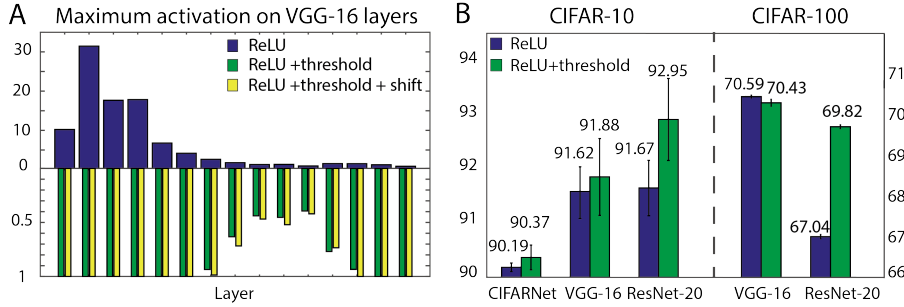 A
Maximum activation on VGG-16 layers
ReLU
ReLU +threshold
ReLU +threshold + shift
30
20
10
0
0.5
1
Layer
B
CIFAR-10
CIFAR-100
ReLU
ReLU+threshold
94
93
92
91
90
90.19
90.37
91.62
91.88
91.67
92.95
70.59
70.43
67.04
69.82
71
70
69
68
67
66
CIFARNet
VGG-16
ResNet-20
VGG-16
ResNet-20